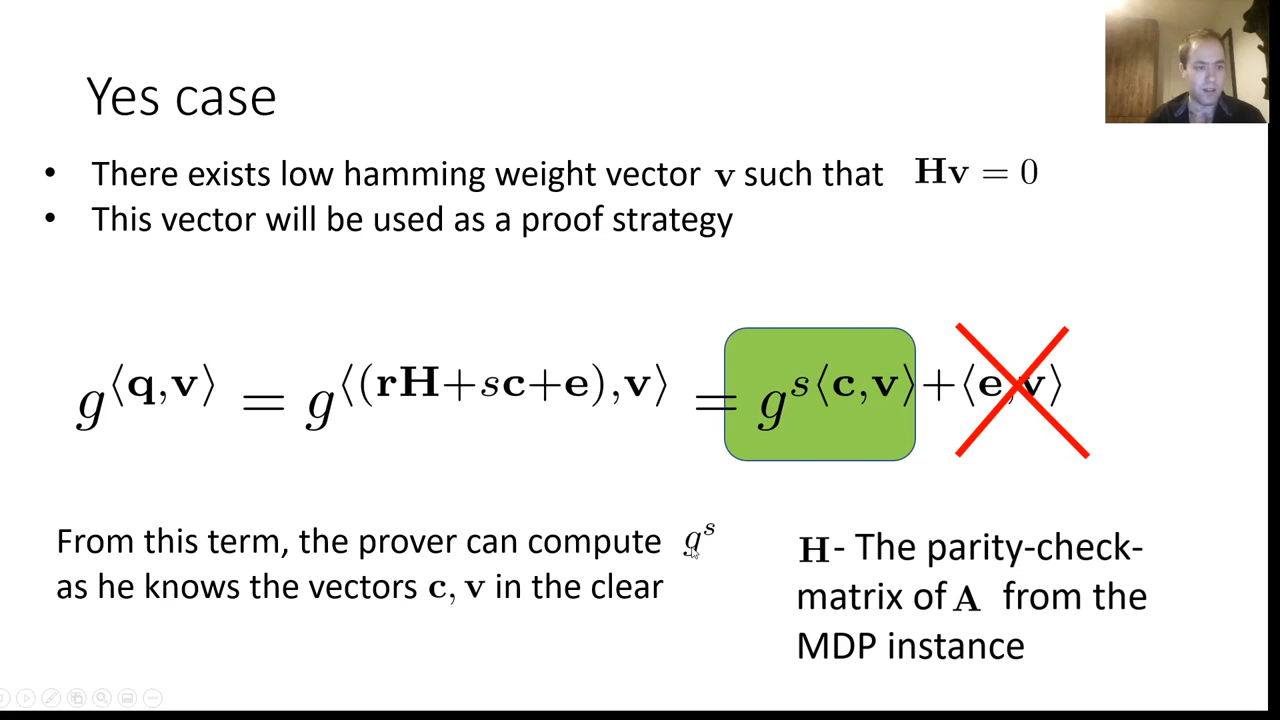 Yes case
• There exists low hamming weight vector v such that Hv = 0
• This vector will be used as a proof strategy
g^{⟨q,v⟩} = g^{⟨(rH+sc+e),v⟩} = g^{s⟨c,v⟩+⟨e,v⟩}
From this term, the prover can compute g^s
as he knows the vectors c, v in the clear
H- The parity-check-
matrix of A from the
MDP instance